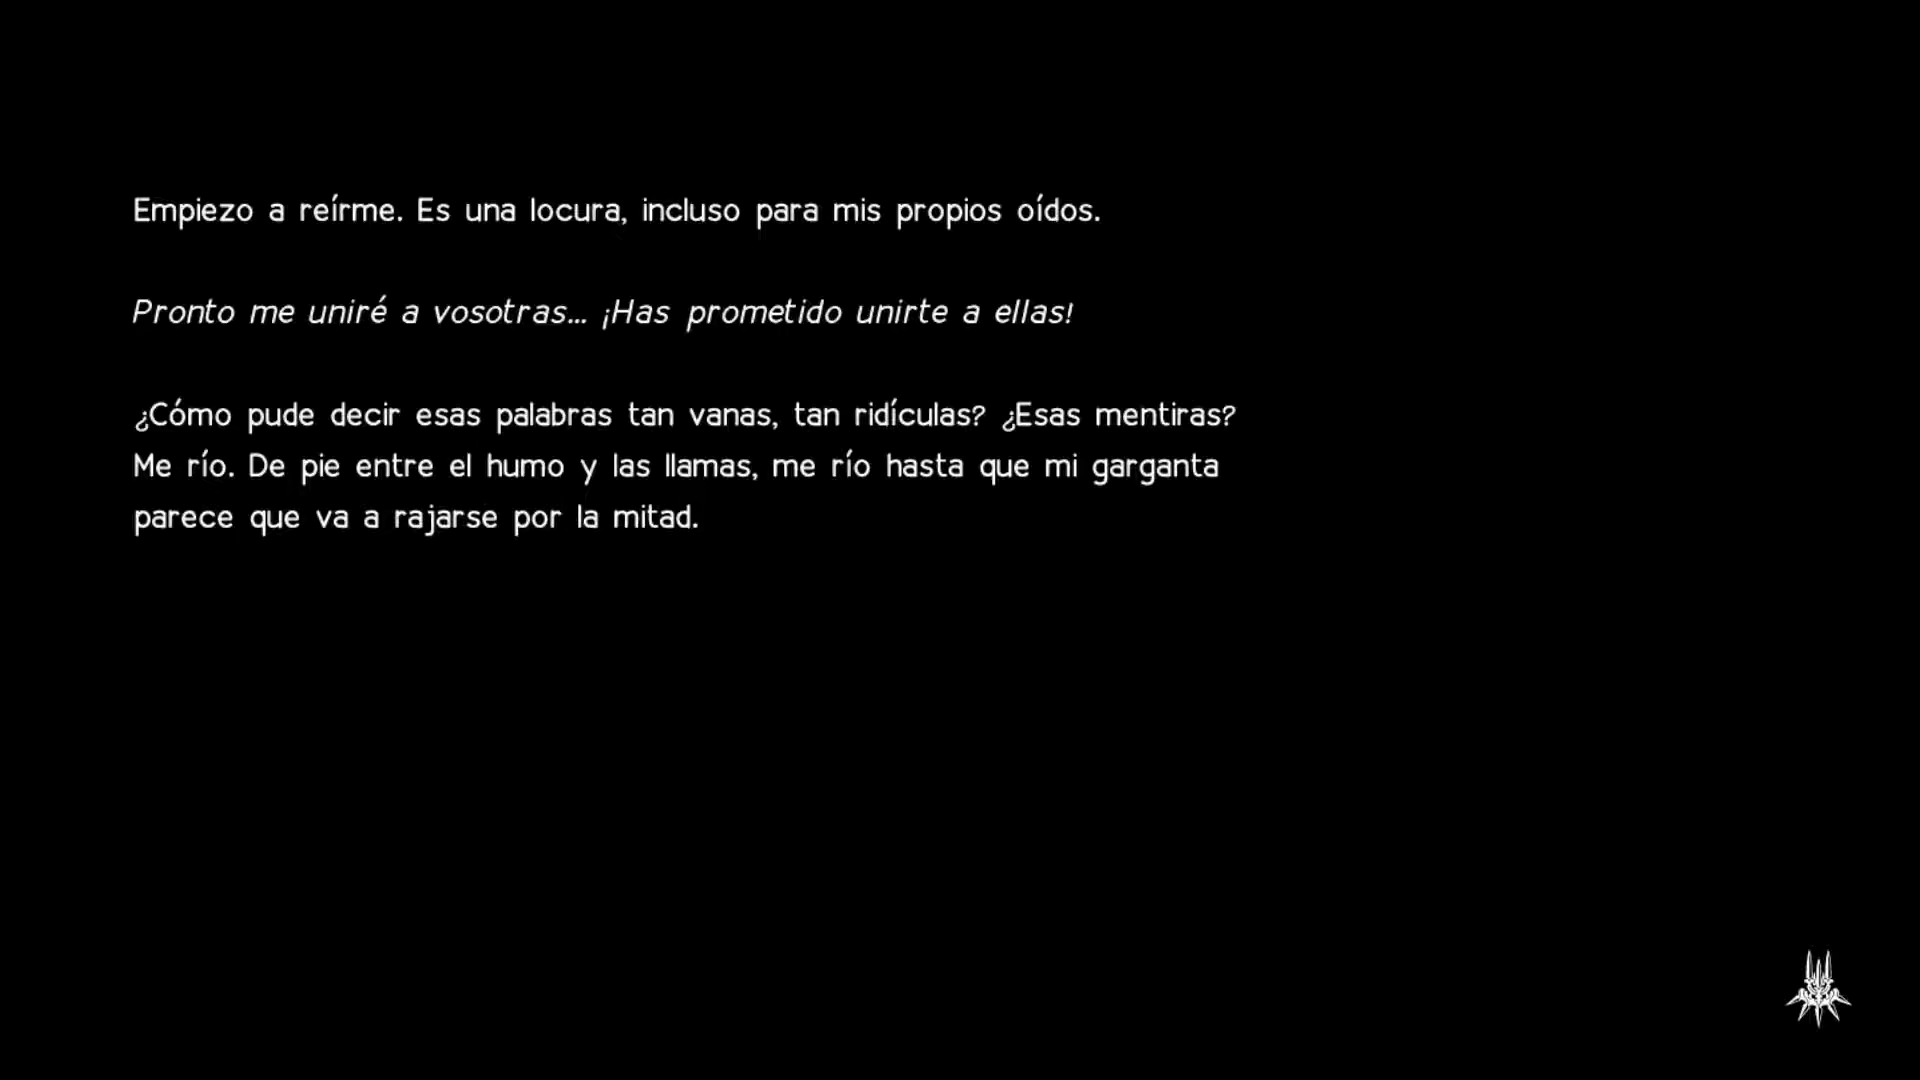 Empiezo a reírme. Es una locura, incluso para mis propios oídos.
Pronto me uniré a vosotras... ¡Has prometido unirte a ellas!
¿Cómo pude decir esas palabras tan vanas, tan ridículas? ¿Esas mentiras?
Me río. De pie entre el humo y las llamas, me río hasta que mi garganta
parece que va a rajarse por la mitad.